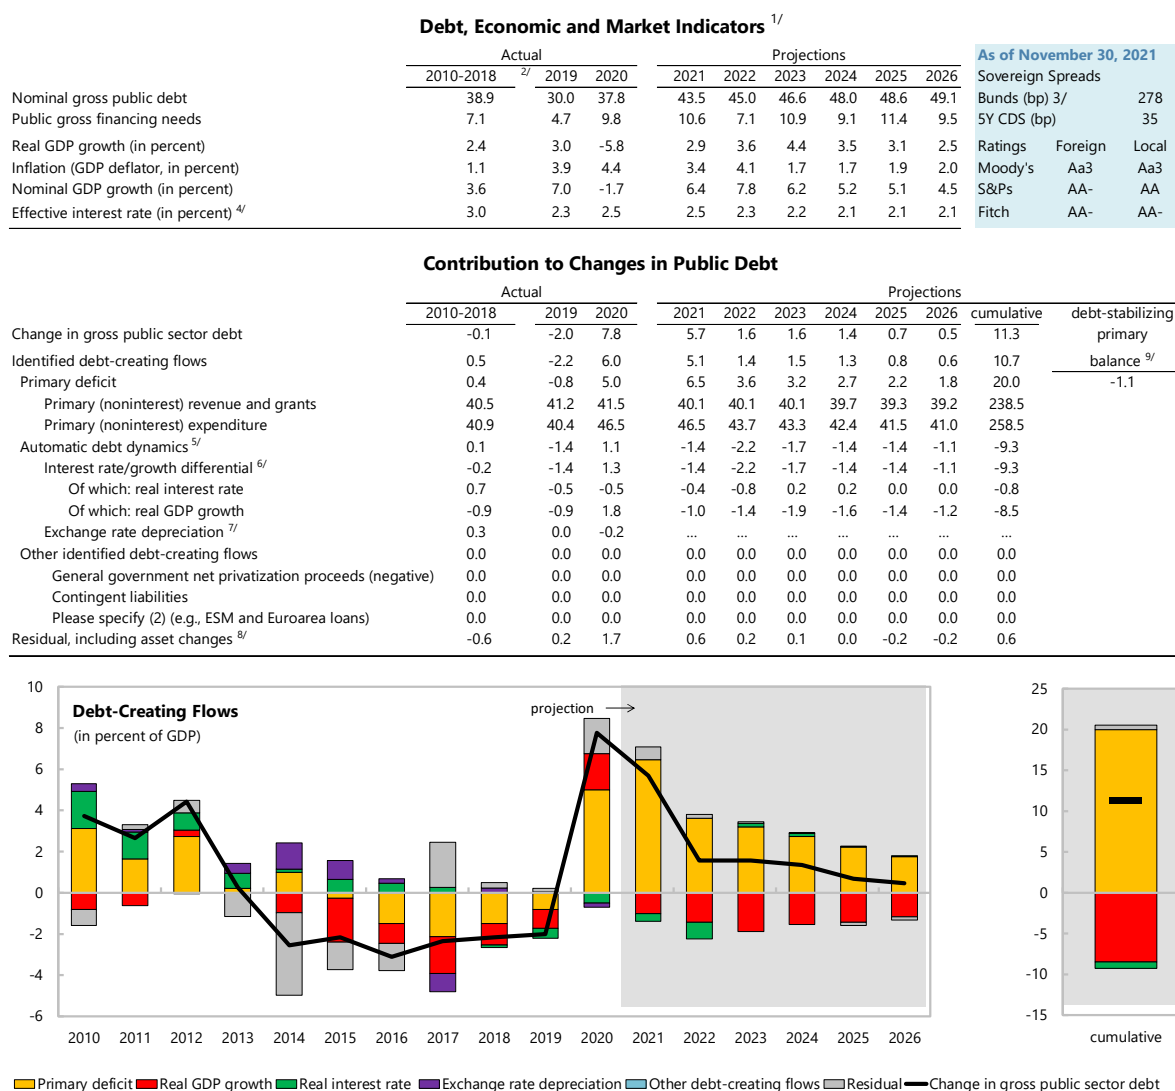 Debt, Economic and Market Indicators 1/
Actual Projections As of November 30, 2021
2010-2018 2/ 2019 2020 2021 2022 2023 2024 2025 2026 Sovereign Spreads
Nominal gross public debt 38.9 30.0 37.8 43.5 45.0 46.6 48.0 48.6 49.1 Bunds (bp) 3/ 278
Public gross financing needs 7.1 4.7 9.8 10.6 7.1 10.9 9.1 11.4 9.5 5Y CDS (bp) 35
Real GDP growth (in percent) 2.4 3.0 -5.8 2.9 3.6 4.4 3.5 3.1 2.5 Ratings Foreign Local
Inflation (GDP deflator, in percent) 1.1 3.9 4.4 3.4 4.1 1.7 1.7 1.9 2.0 Moody's Aa3 Aa3
Nominal GDP growth (in percent) 3.6 7.0 -1.7 6.4 7.8 6.2 5.2 5.1 4.5 S&Ps AA- AA
Effective interest rate (in percent) 4/ 3.0 2.3 2.5 2.5 2.3 2.2 2.1 2.1 2.1 Fitch AA- AA-
Contribution to Changes in Public Debt
Actual Projections
2010-2018 2019 2020 2021 2022 2023 2024 2025 2026 cumulative debt-stabilizing
Change in gross public sector debt -0.1 -2.0 7.8 5.7 1.6 1.6 1.4 0.7 0.5 11.3 primary
Identified debt-creating flows 0.5 -2.2 6.0 5.1 1.4 1.5 1.3 0.8 0.6 10.7 balance 9/
Primary deficit 0.4 -0.8 5.0 6.5 3.6 3.2 2.7 2.2 1.8 20.0 -1.1
Primary (noninterest) revenue and grants 40.5 41.2 41.5 40.1 40.1 40.1 39.7 39.3 39.2 238.5
Primary (noninterest) expenditure 40.9 40.4 46.5 46.5 43.7 43.3 42.4 41.5 41.0 258.5
Automatic debt dynamics 5/ 0.1 -1.4 1.1 -1.4 -2.2 -1.7 -1.4 -1.4 -1.1 -9.3
Interest rate/growth differential 6/ -0.2 -1.4 1.3 -1.4 -2.2 -1.7 -1.4 -1.4 -1.1 -9.3
Of which: real interest rate 0.7 -0.5 -0.5 -0.4 -0.8 0.2 0.2 0.0 0.0 -0.8
Of which: real GDP growth -0.9 -0.9 1.8 -1.0 -1.4 -1.9 -1.6 -1.4 -1.2 -8.5
Exchange rate depreciation 7/ 0.3 0.0 -0.2 ... ... ... ... ... ... ...
Other identified debt-creating flows 0.0 0.0 0.0 0.0 0.0 0.0 0.0 0.0 0.0 0.0
General government net privatization proceeds (negative) 0.0 0.0 0.0 0.0 0.0 0.0 0.0 0.0 0.0 0.0
Contingent liabilities 0.0 0.0 0.0 0.0 0.0 0.0 0.0 0.0 0.0 0.0
Please specify (2) (e.g., ESM and Euroarea loans) 0.0 0.0 0.0 0.0 0.0 0.0 0.0 0.0 0.0 0.0
Residual, including asset changes 8/ -0.6 0.2 1.7 0.6 0.2 0.1 0.0 -0.2 -0.2 0.6
Debt-Creating Flows
(in percent of GDP)
projection →
10
8
6
4
2
0
-2
-4
-6
2010 2011 2012 2013 2014 2015 2016 2017 2018 2019 2020 2021 2022 2023 2024 2025 2026
25
20
15
10
5
0
-5
-10
-15
cumulative
Primary deficit Real GDP growth Real interest rate Exchange rate depreciation Other debt-creating flows Residual Change in gross public sector debt